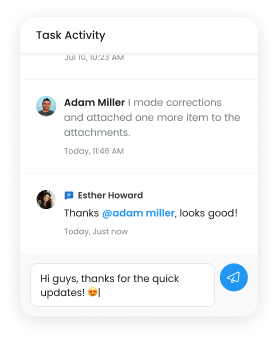 Task Activity
Jul 10, 10:23 AM
Adam Miller I made corrections
and attached one more item to the
attachments.
Today, 11:46 AM
Esther Howard
Thanks @adam miller, looks good!
Today, Just now
Hi guys, thanks for the quick
updates! 😍